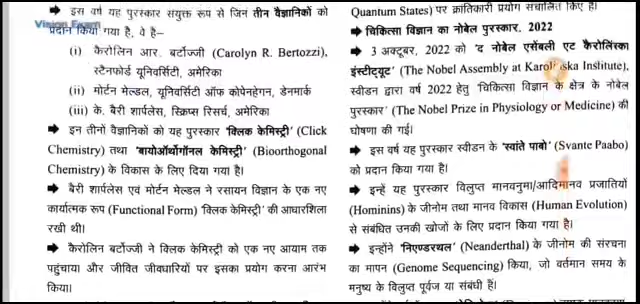 ➡ इस वर्ष यह पुरस्कार संयुक्त रूप से जिन तीन वैज्ञानिकों को
Vision Exam
प्रदान किया गया है, वे है–
(i) कैरोलिन आर. बर्टोज्जी (Carolyn R. Bertozzi),
स्टैनफोर्ड यूनिवर्सिटी, अमेरिका
(ii) मोर्टन मेल्डल, यूनिवर्सिटी ऑफ कोपेनहेगन, डेनमार्क
(iii) के. बैरी शार्पलेस, स्क्रिप्स रिसर्च, अमेरिका
➡ इन तीनों वैज्ञानिकों को यह पुरस्कार 'क्लिक केमिस्ट्री' (Click
Chemistry) तथा 'बायोऑर्थोगॉनल केमिस्ट्री' (Bioorthogonal
Chemistry) के विकास के लिए दिया गया है।
➡ बैरी शार्पलेस एवं मोर्टन मेल्डल ने रसायन विज्ञान के एक नए
कार्यात्मक रूप (Functional Form) 'क्लिक केमिस्ट्री' की आधारशिला
रखी थी।
➡ कैरोलिन बर्टोज्जी ने क्लिक केमिस्ट्री को एक नए आयाम तक
पहुंचाया और जीवित जीवधारियों पर इसका प्रयोग करना आरंभ
किया।
Quantum States) पर क्रांतिकारी प्रयोग संचालित किए हैं।
➡ चिकित्सा विज्ञान का नोबेल पुरस्कार, 2022
➡ 3 अक्टूबर, 2022 को 'द नोबेल एसेंबली एट कैरोलिंस्का
इंस्टीट्यूट' (The Nobel Assembly at Karolinska Institute),
स्वीडन द्वारा वर्ष 2022 हेतु 'चिकित्सा विज्ञान के क्षेत्र के नोबेल
पुरस्कार' (The Nobel Prize in Physiology or Medicine) की
घोषणा की गई।
➡ इस वर्ष यह पुरस्कार स्वीडन के 'स्वांते पाबो' (Svante Paabo)
को प्रदान किया गया है।
➡ इन्हें यह पुरस्कार विलुप्त मानवनुमा/आदिमानव प्रजातियों
(Hominins) के जीनोम तथा मानव विकास (Human Evolution)
से संबंधित उनकी खोजों के लिए प्रदान किया गया है।
➡ इन्होंने 'निएण्डरथल' (Neanderthal) के जीनोम की संरचना
का मापन (Genome Sequencing) किया, जो वर्तमान समय के
मनुष्य के विलुप्त पूर्वज या संबंधी हैं।